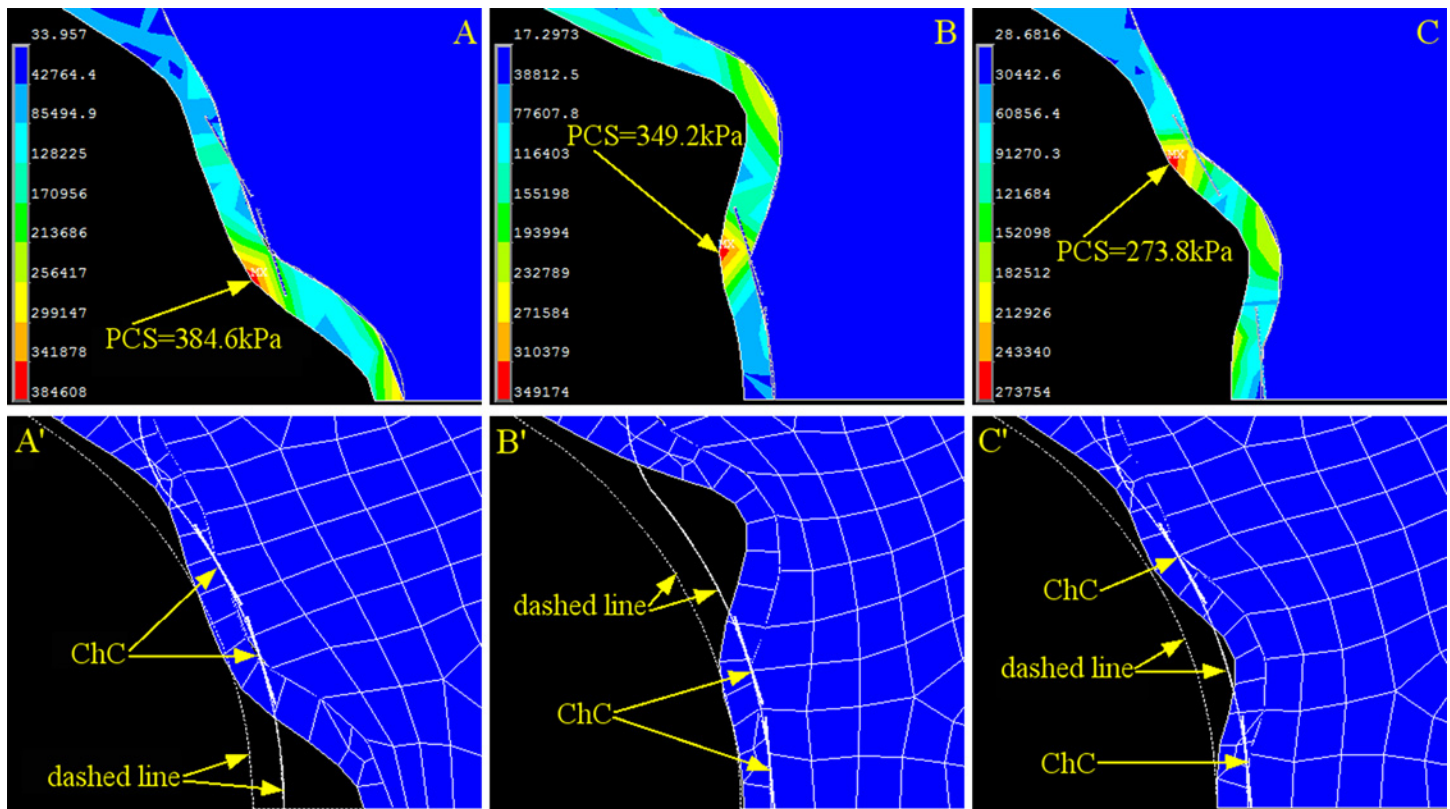 A
33.957
42764.4
85494.9
128225
170956
213686
256417
299147
341878
384608
MX
PCS=384.6kPa
B
17.2973
38812.5
77607.8
116403
155198
193994
232789
271584
310379
349174
PCS=349.2kPa
MX
C
28.6816
30442.6
60856.4
91270.3
121684
152098
182512
212926
243340
273754
MX
PCS=273.8kPa
A'
ChC
dashed line
B'
dashed line
ChC
C'
ChC
dashed line
ChC